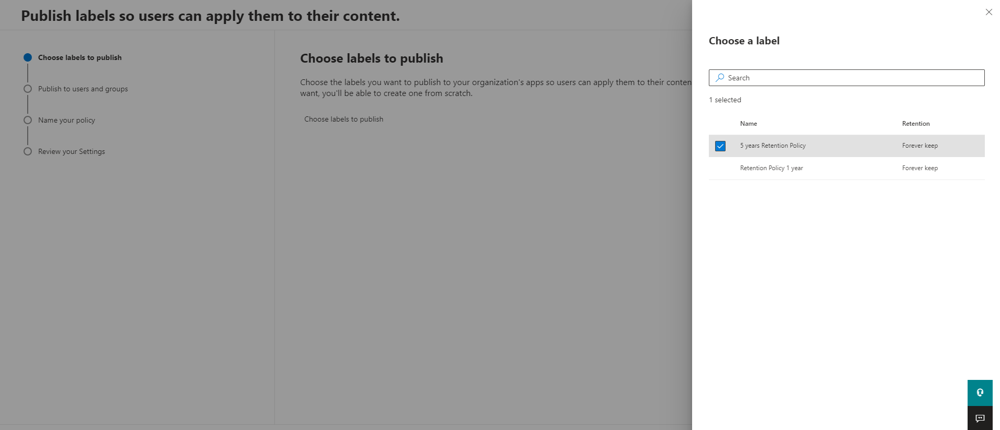 Publish labels so users can apply them to their content.
Choose labels to publish
Publish to users and groups
Name your policy
Review your Settings
Choose labels to publish
Choose the labels you want to publish to your organization's apps so users can apply them to their conten
want, you'll be able to create one from scratch.
Choose labels to publish
Choose a label
Search
1 selected
Name Retention
5 years Retention Policy Forever keep
Retention Policy 1 year Forever keep